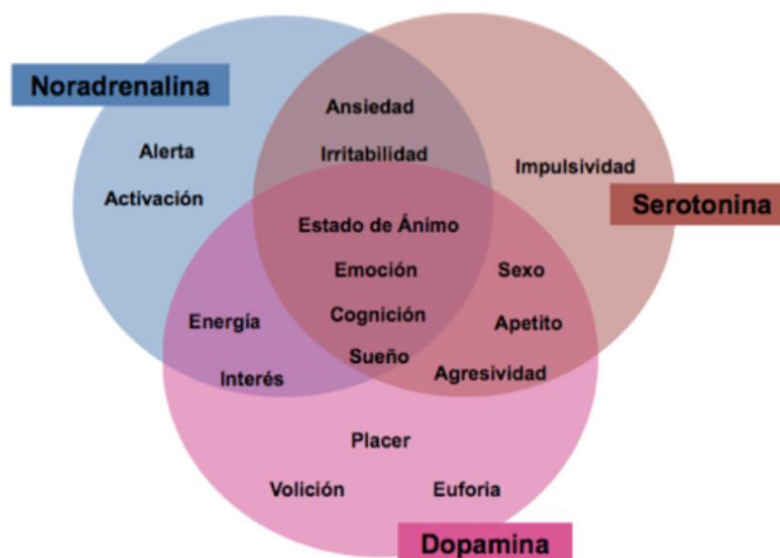 Noradrenalina
Ansiedad
Alerta
Irritabilidad
Impulsividad
Activación
Serotonina
Estado de Ánimo
Emoción
Sexo
Energía
Cognición
Apetito
Sueño
Interés
Agresividad
Placer
Volición
Euforia
Dopamina